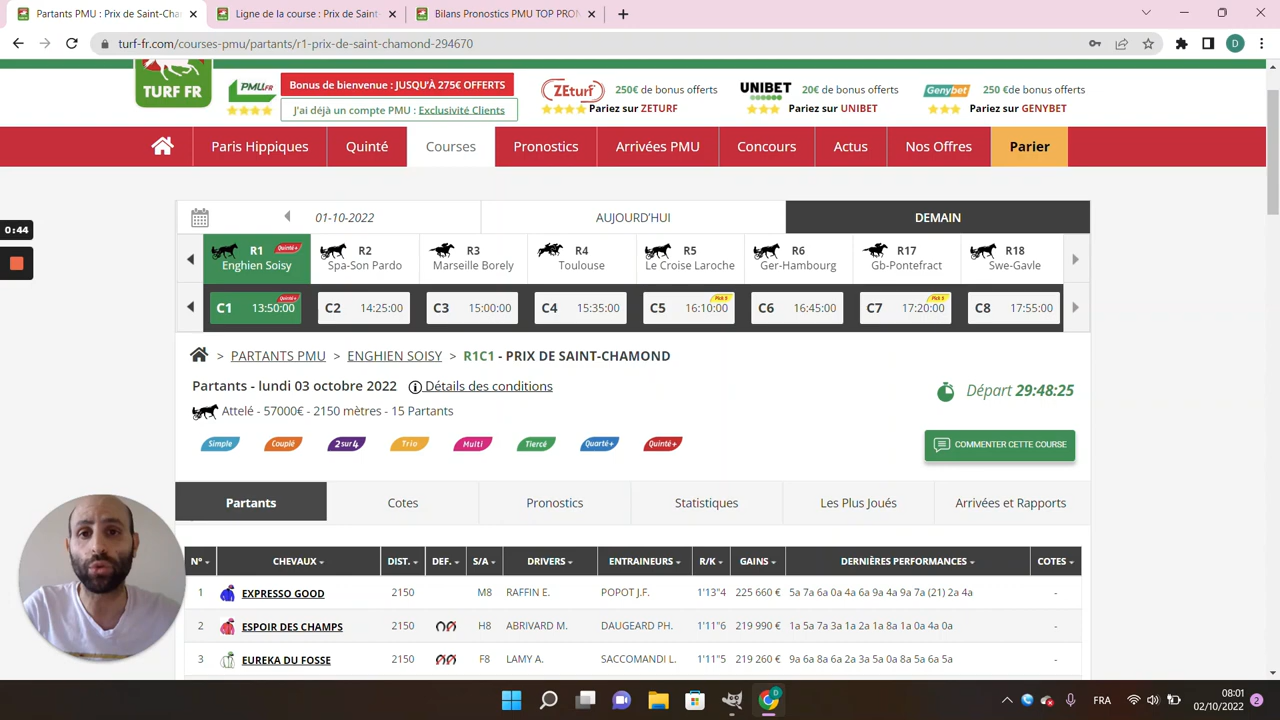 Partants PMU : Prix de Saint-Cha
Ligne de la course : Prix de Saint-
Bilans Pronostics PMU TOP PRON
turf-fr.com/courses-pmu/partants/r1-prix-de-saint-chamond-294670
D
TURF FR
PMU.FR
Bonus de bienvenue : JUSQU'À 275€ OFFERTS
J'ai déjà un compte PMU : Exclusivité Clients
ZEturf
250€ de bonus offerts
Pariez sur ZETURF
UNIBET
20€ de bonus offerts
Pariez sur UNIBET
Genybet
250 €de bonus offerts
Pariez sur GENYBET
Paris Hippiques Quinté Courses Pronostics Arrivées PMU Concours Actus Nos Offres Parier
0:44
01-10-2022 AUJOURD'HUI DEMAIN
R1 Quinté+ R2 R3 R4 R5 R6 R17 R18
Enghien Soisy Spa-Son Pardo Marseille Borely Toulouse Le Croise Laroche Ger-Hambourg Gb-Pontefract Swe-Gavle
C1 13:50:00 Quinté+ C2 14:25:00 C3 15:00:00 C4 15:35:00 C5 16:10:00 Pick 5 C6 16:45:00 C7 17:20:00 Pick 5 C8 17:55:00
> PARTANTS PMU > ENGHIEN SOISY > R1C1 - PRIX DE SAINT-CHAMOND
Partants - lundi 03 octobre 2022 Détails des conditions
Départ 29:48:25
Attelé - 57000€ - 2150 mètres - 15 Partants
Simple Couplé 2 sur 4 Trio Multi Tiercé Quarté+ Quinté+
COMMENTER CETTE COURSE
Partants Cotes Pronostics Statistiques Les Plus Joués Arrivées et Rapports
N° CHEVAUX DIST. DEF. S/A DRIVERS ENTRAINEURS R/K GAINS DERNIÈRES PERFORMANCES COTES
1 EXPRESSO GOOD 2150 M8 RAFFIN E. POPOT J.F. 1'13"4 225 660 € 5a 7a 6a 0a 4a 6a 9a 4a 9a 7a (21) 2a 4a -
2 ESPOIR DES CHAMPS 2150 H8 ABRIVARD M. DAUGEARD PH. 1'11"6 219 990 € 1a 5a 7a 3a 1a 2a 1a 8a 1a 0a 4a 0a -
3 EUREKA DU FOSSE 2150 F8 LAMY A. SACCOMANDI L. 1'11"5 219 260 € 9a 6a 8a 6a 2a 3a 5a 0a 8a 5a 6a 5a -
D
FRA
08:01
02/10/2022
2